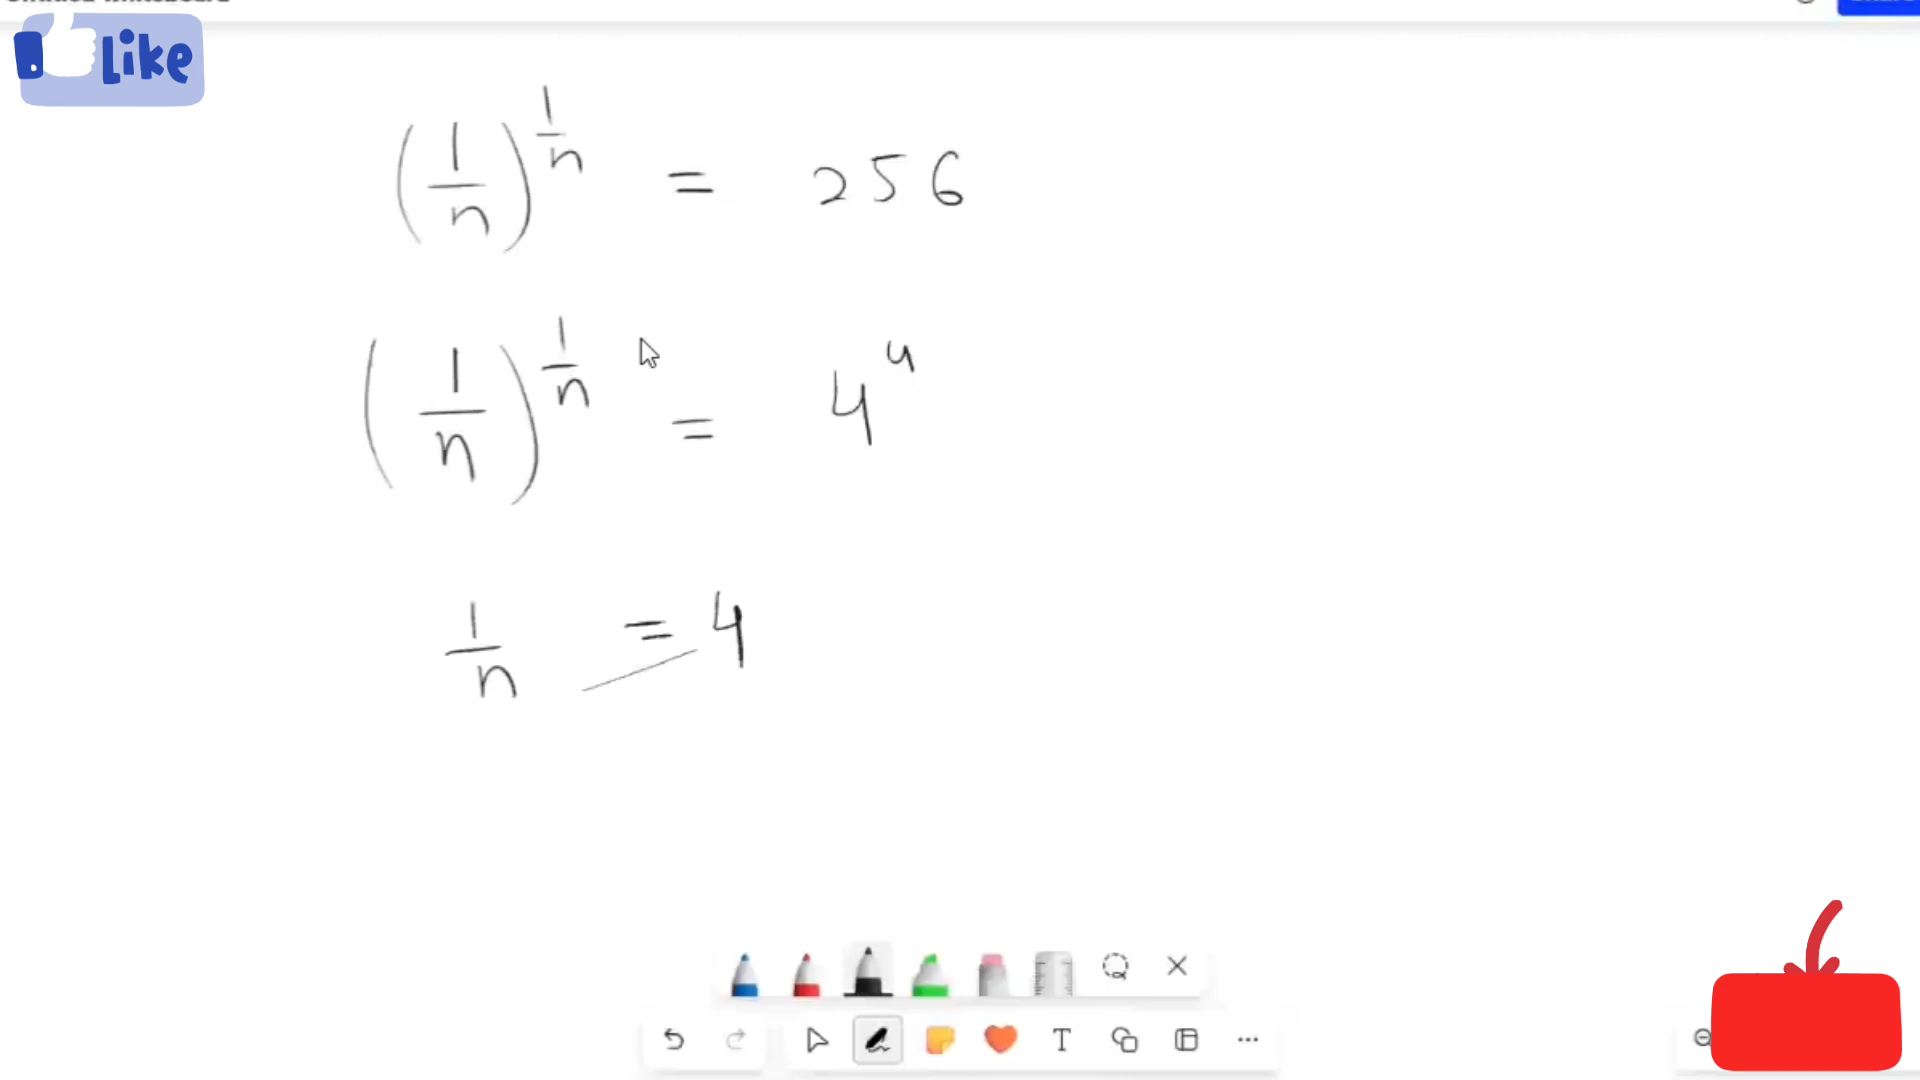 Like
(1/n)^(1/n) = 256
(1/n)^(1/n) = 4^4
1/n = 4
T